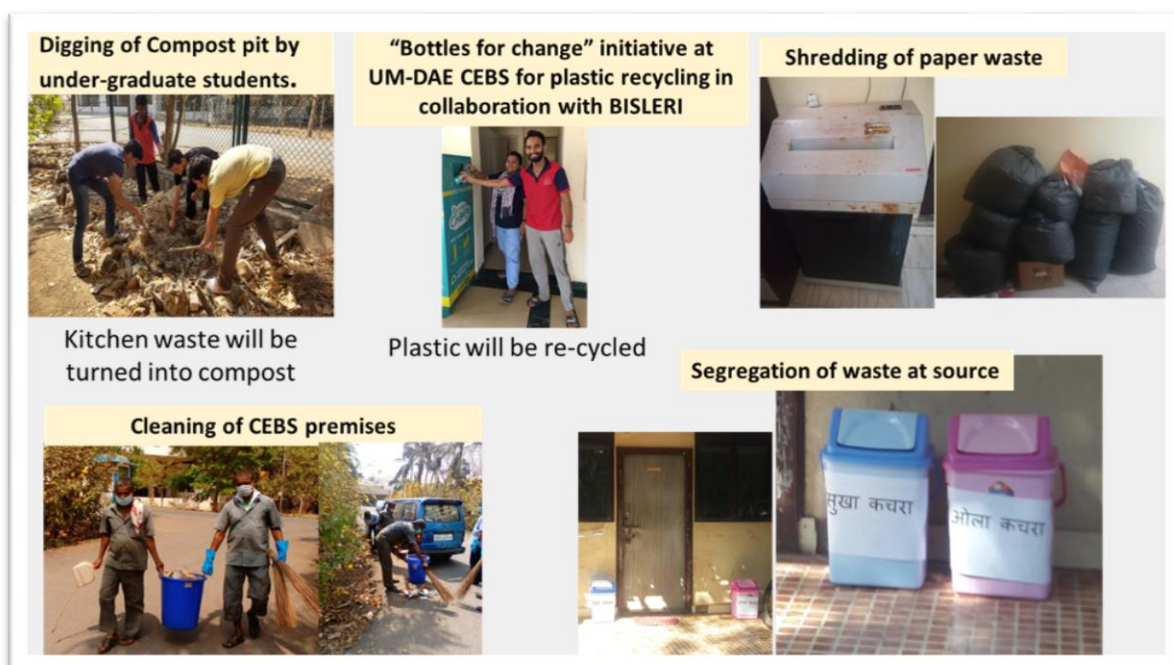 Digging of Compost pit by
under-graduate students.
“Bottles for change” initiative at
UM-DAE CEBS for plastic recycling in
collaboration with BISLERI
Shredding of paper waste
Kitchen waste will be
turned into compost
Plastic will be re-cycled
Segregation of waste at source
Cleaning of CEBS premises
सुखा कचरा
ओला कचरा